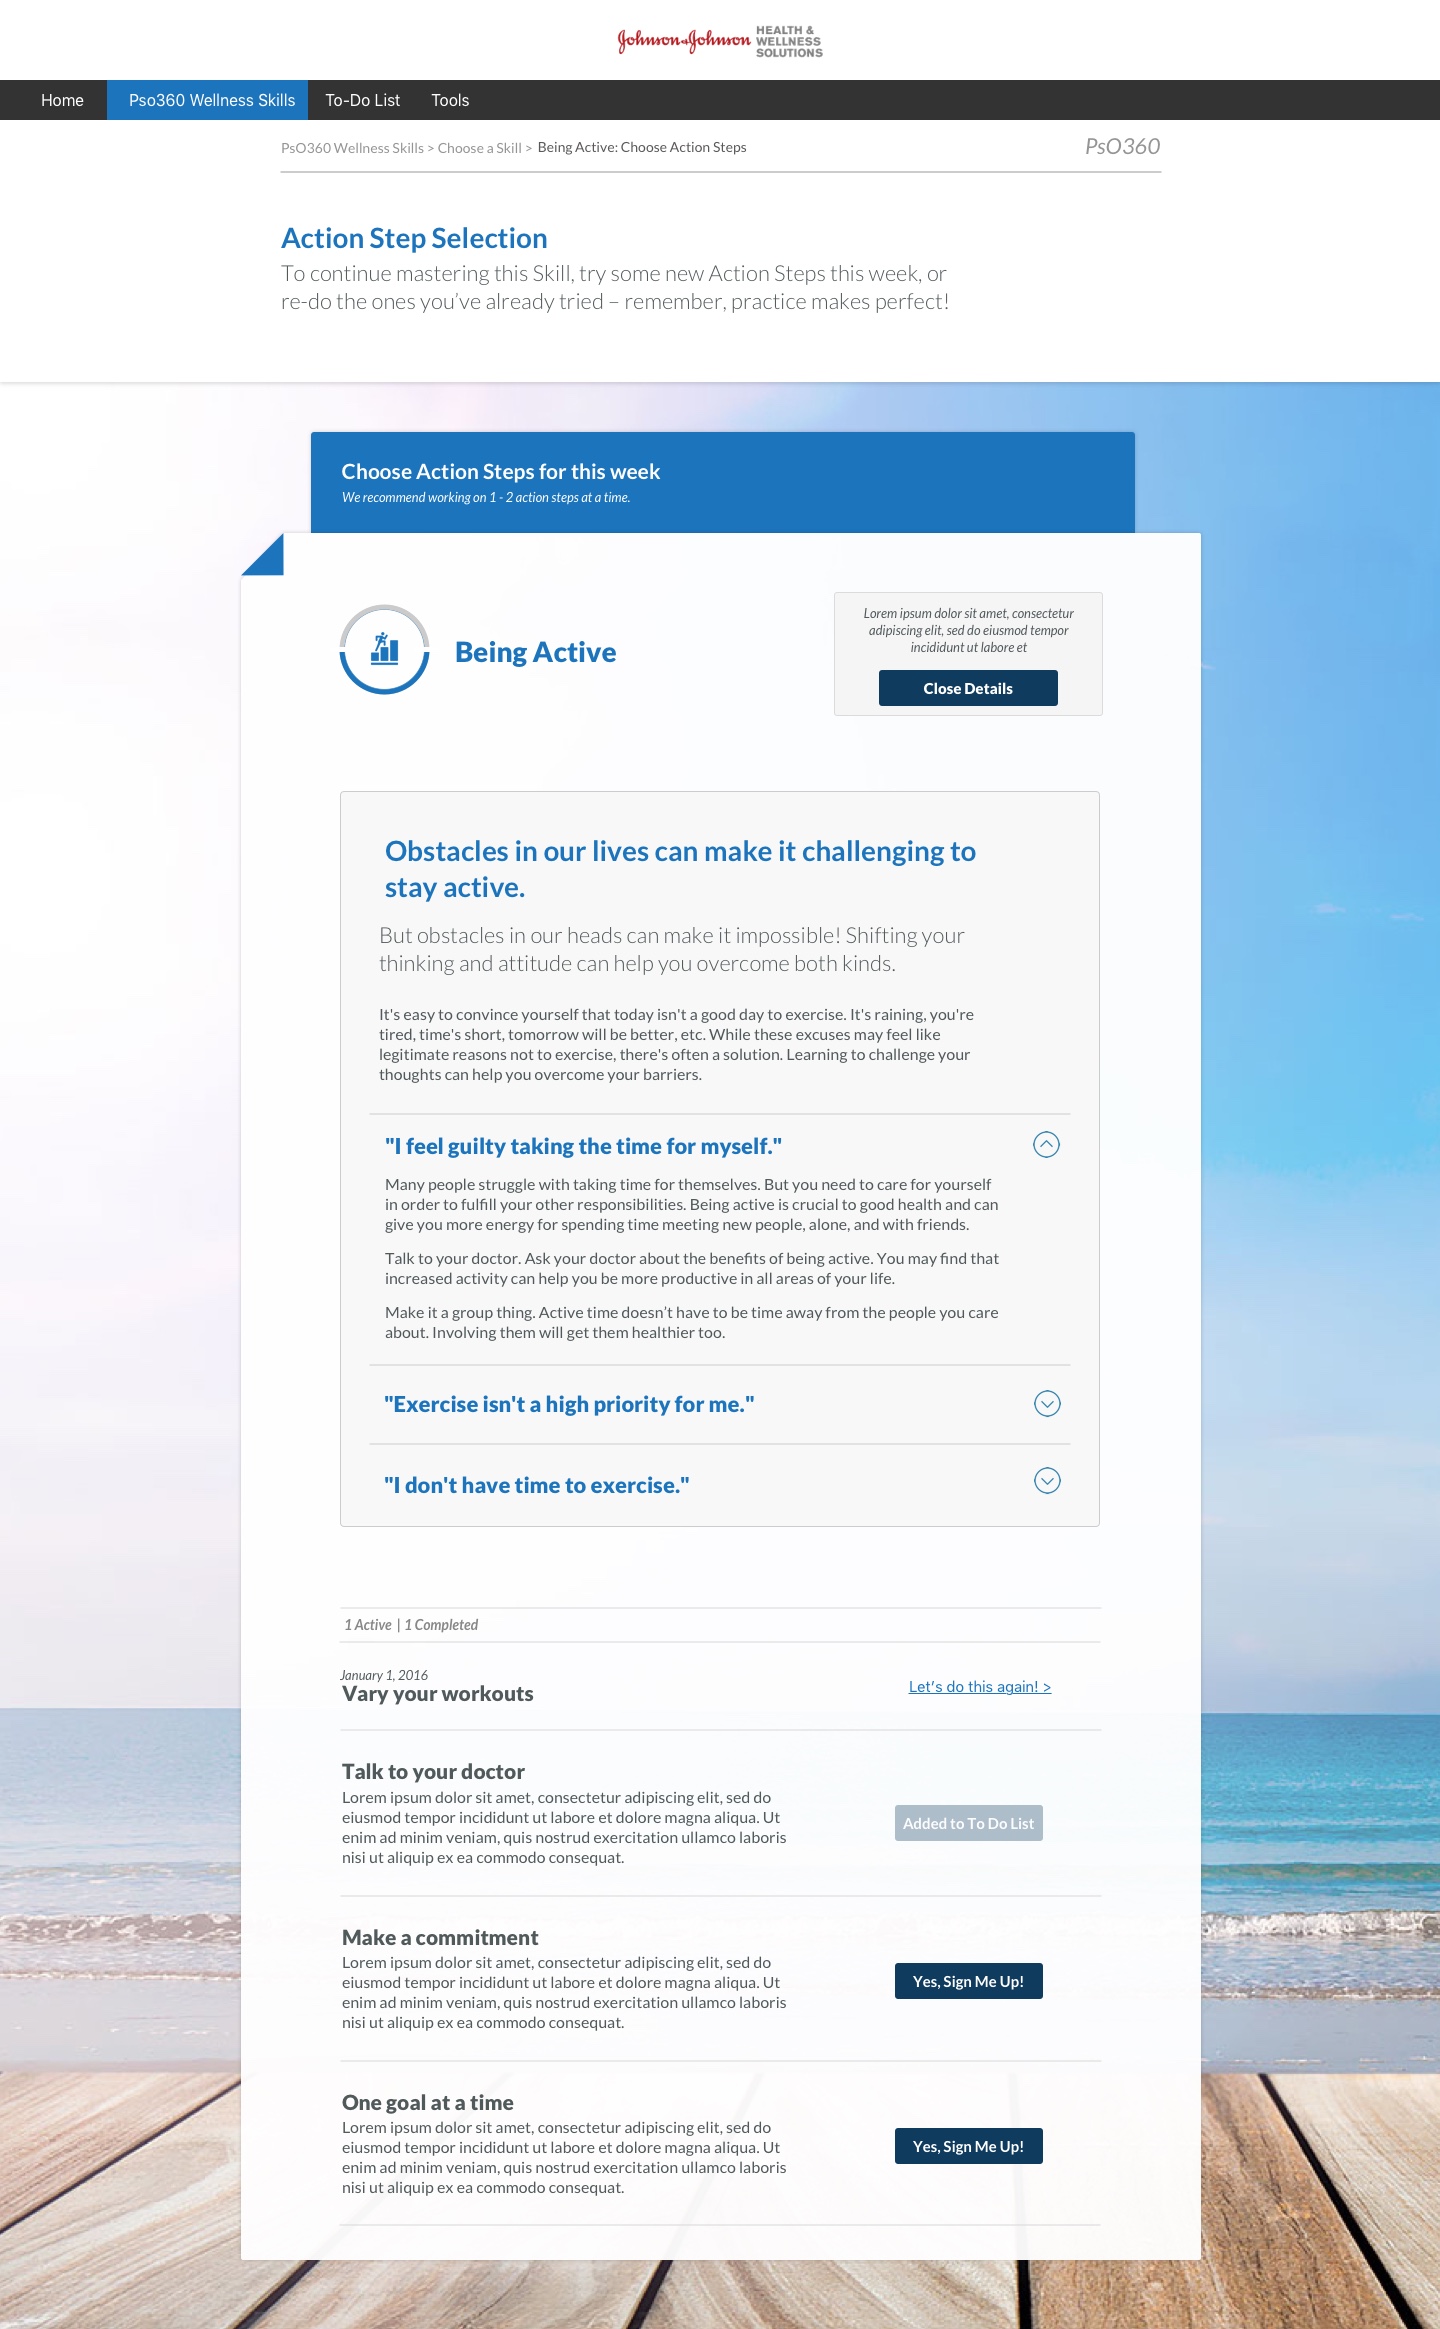 Johnson & Johnson HEALTH &
WELLNESS
SOLUTIONS
Home Pso360 Wellness Skills To-Do List Tools
PsO360 Wellness Skills > Choose a Skill > Being Active: Choose Action Steps PsO360
Action Step Selection
To continue mastering this Skill, try some new Action Steps this week, or
re-do the ones you’ve already tried – remember, practice makes perfect!
Choose Action Steps for this week
We recommend working on 1 - 2 action steps at a time.
Being Active
Lorem ipsum dolor sit amet, consectetur
adipiscing elit, sed do eiusmod tempor
incididunt ut labore et
Close Details
Obstacles in our lives can make it challenging to
stay active.
But obstacles in our heads can make it impossible! Shifting your
thinking and attitude can help you overcome both kinds.
It's easy to convince yourself that today isn't a good day to exercise. It's raining, you're
tired, time's short, tomorrow will be better, etc. While these excuses may feel like
legitimate reasons not to exercise, there's often a solution. Learning to challenge your
thoughts can help you overcome your barriers.
"I feel guilty taking the time for myself."
Many people struggle with taking time for themselves. But you need to care for yourself
in order to fulfill your other responsibilities. Being active is crucial to good health and can
give you more energy for spending time meeting new people, alone, and with friends.
Talk to your doctor. Ask your doctor about the benefits of being active. You may find that
increased activity can help you be more productive in all areas of your life.
Make it a group thing. Active time doesn’t have to be time away from the people you care
about. Involving them will get them healthier too.
"Exercise isn't a high priority for me."
"I don't have time to exercise."
1 Active | 1 Completed
January 1, 2016
Vary your workouts
Let’s do this again! >
Talk to your doctor
Lorem ipsum dolor sit amet, consectetur adipiscing elit, sed do
eiusmod tempor incididunt ut labore et dolore magna aliqua. Ut
enim ad minim veniam, quis nostrud exercitation ullamco laboris
nisi ut aliquip ex ea commodo consequat.
Added to To Do List
Make a commitment
Lorem ipsum dolor sit amet, consectetur adipiscing elit, sed do
eiusmod tempor incididunt ut labore et dolore magna aliqua. Ut
enim ad minim veniam, quis nostrud exercitation ullamco laboris
nisi ut aliquip ex ea commodo consequat.
Yes, Sign Me Up!
One goal at a time
Lorem ipsum dolor sit amet, consectetur adipiscing elit, sed do
eiusmod tempor incididunt ut labore et dolore magna aliqua. Ut
enim ad minim veniam, quis nostrud exercitation ullamco laboris
nisi ut aliquip ex ea commodo consequat.
Yes, Sign Me Up!